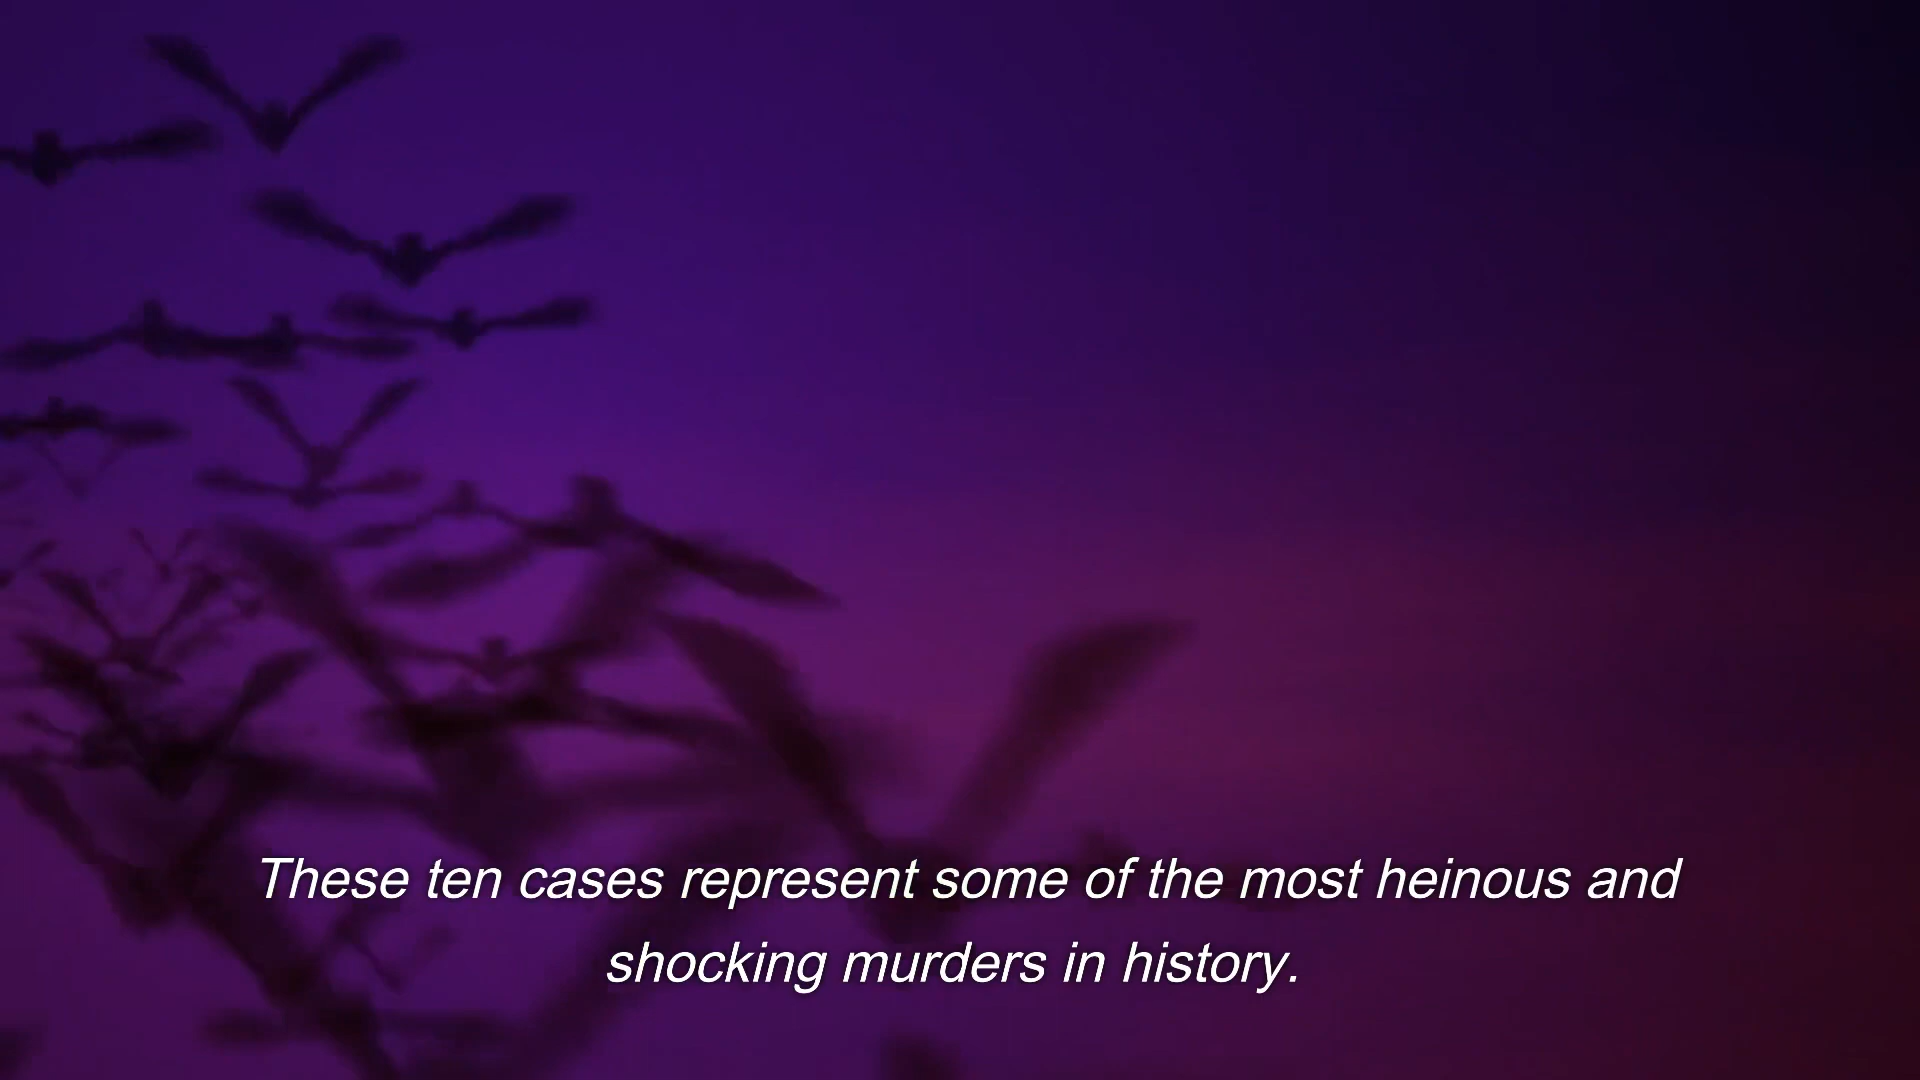 These ten cases represent some of the most heinous and
shocking murders in history.